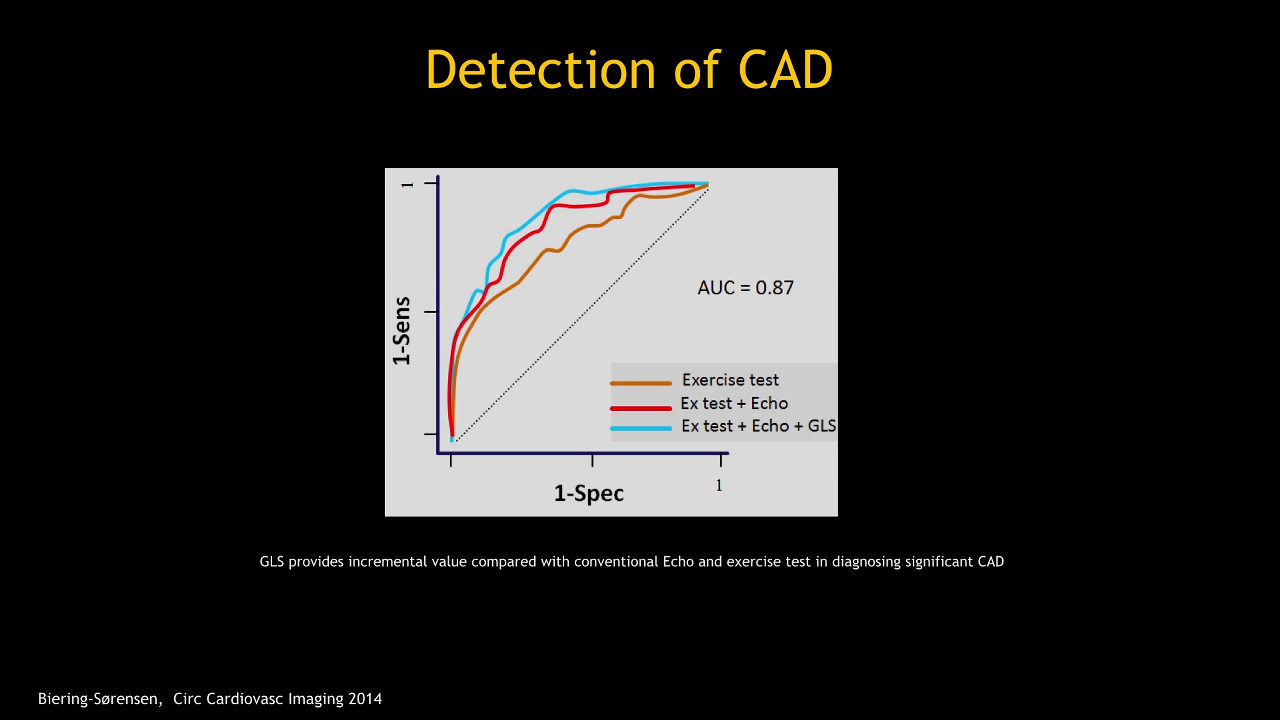 Detection of CAD
1
1-Sens
AUC = 0.87
Exercise test
Ex test + Echo
Ex test + Echo + GLS
1-Spec
1
GLS provides incremental value compared with conventional Echo and exercise test in diagnosing significant CAD
Biering-Sørensen, Circ Cardiovasc Imaging 2014